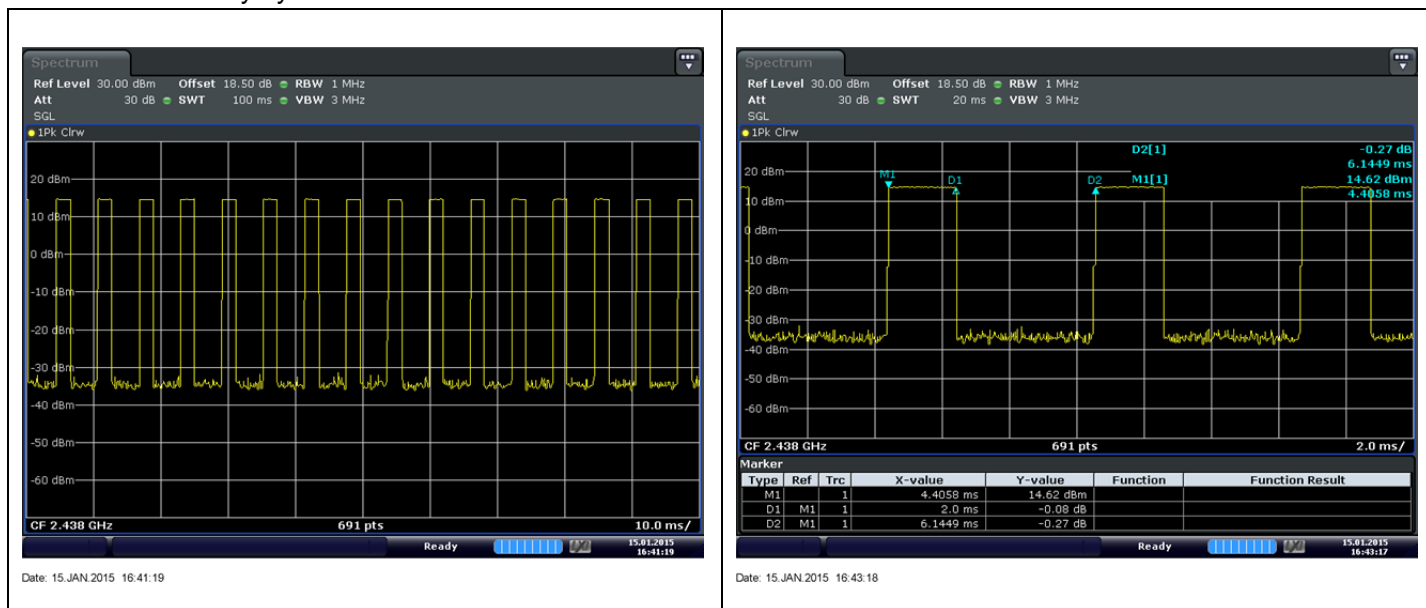 Spectrum
Ref Level 30.00 dBm Offset 18.50 dB RBW 1 MHz
Att 30 dB SWT 100 ms VBW 3 MHz
SGL
1Pk Clrw
20 dBm
10 dBm
0 dBm
-10 dBm
-20 dBm
-30 dBm
-40 dBm
-50 dBm
-60 dBm
CF 2.438 GHz 691 pts 10.0 ms/
Ready 15.01.2015
16:41:19
Date: 15.JAN.2015 16:41:19
Spectrum
Ref Level 30.00 dBm Offset 18.50 dB RBW 1 MHz
Att 30 dB SWT 20 ms VBW 3 MHz
SGL
1Pk Clrw
D2[1] -0.27 dB
6.1449 ms
M1[1] 14.62 dBm
4.4058 ms
M1 D1 D2
20 dBm
10 dBm
0 dBm
-10 dBm
-20 dBm
-30 dBm
-40 dBm
-50 dBm
-60 dBm
CF 2.438 GHz 691 pts 2.0 ms/
Marker
Type Ref Trc X-value Y-value Function Function Result
M1 1 4.4058 ms 14.62 dBm
D1 M1 1 2.0 ms -0.08 dB
D2 M1 1 6.1449 ms -0.27 dB
Ready 15.01.2015
16:43:17
Date: 15.JAN.2015 16:43:18